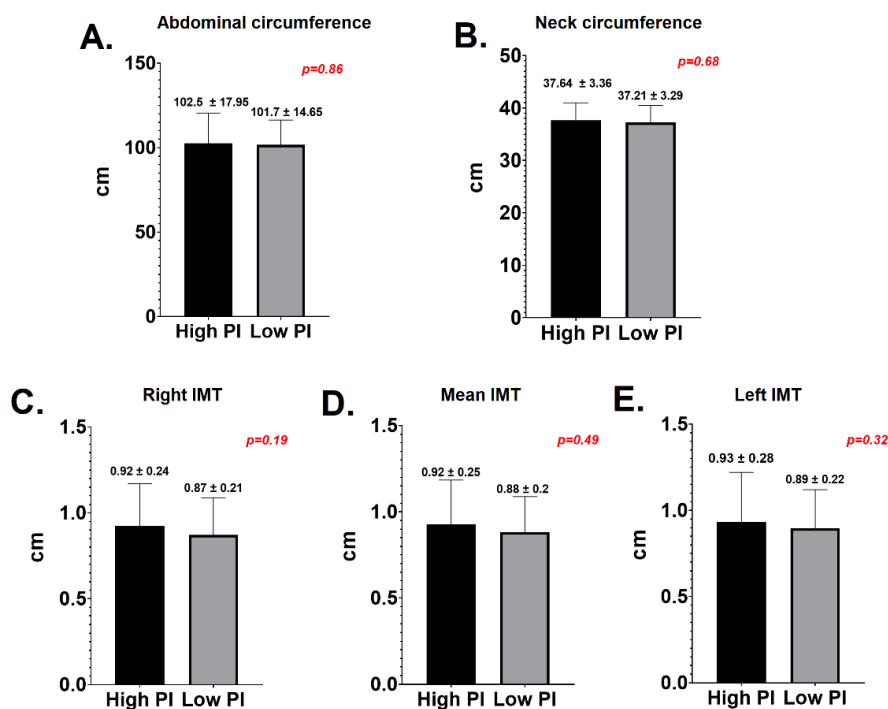 A.
Abdominal circumference
p=0.86
102.5 ± 17.95
101.7 ± 14.65
150
100
50
0
cm
High PI Low PI
B.
Neck circumference
p=0.68
37.64 ± 3.36
37.21 ± 3.29
50
40
30
20
10
0
cm
High PI Low PI
C.
Right IMT
p=0.19
0.92 ± 0.24
0.87 ± 0.21
1.5
1.0
0.5
0.0
cm
High PI Low PI
D.
Mean IMT
p=0.49
0.92 ± 0.25
0.88 ± 0.2
1.5
1.0
0.5
0.0
cm
High PI Low PI
E.
Left IMT
p=0.32
0.93 ± 0.28
0.89 ± 0.22
1.5
1.0
0.5
0.0
cm
High PI Low PI